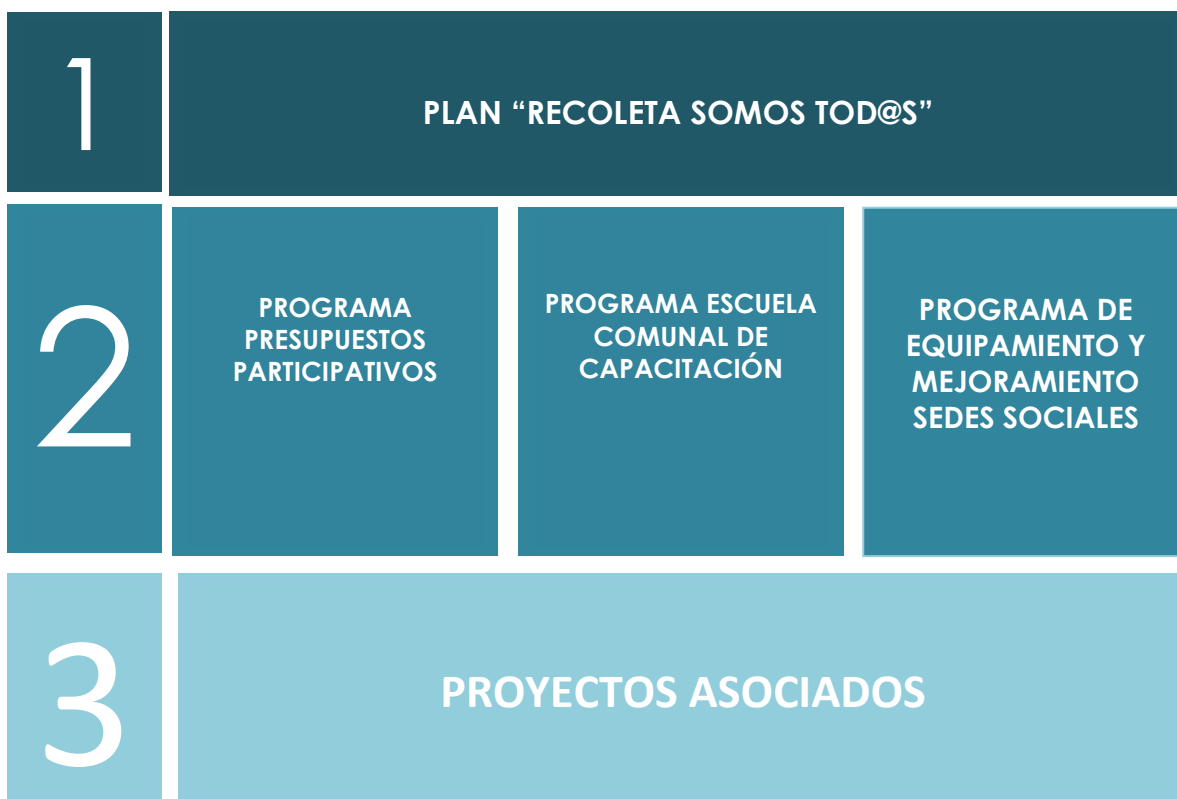 1
PLAN “RECOLETA SOMOS TOD@S”
2
PROGRAMA
PRESUPUESTOS
PARTICIPATIVOS
PROGRAMA ESCUELA
COMUNAL DE
CAPACITACIÓN
PROGRAMA DE
EQUIPAMIENTO Y
MEJORAMIENTO
SEDES SOCIALES
3
PROYECTOS ASOCIADOS